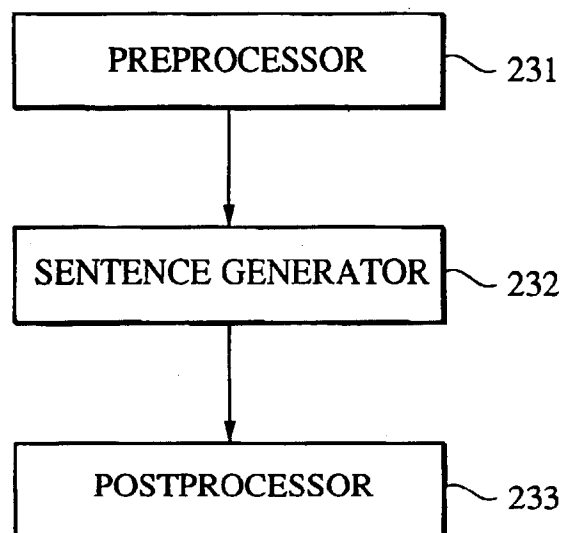 PREPROCESSOR 231
SENTENCE GENERATOR 232
POSTPROCESSOR 233